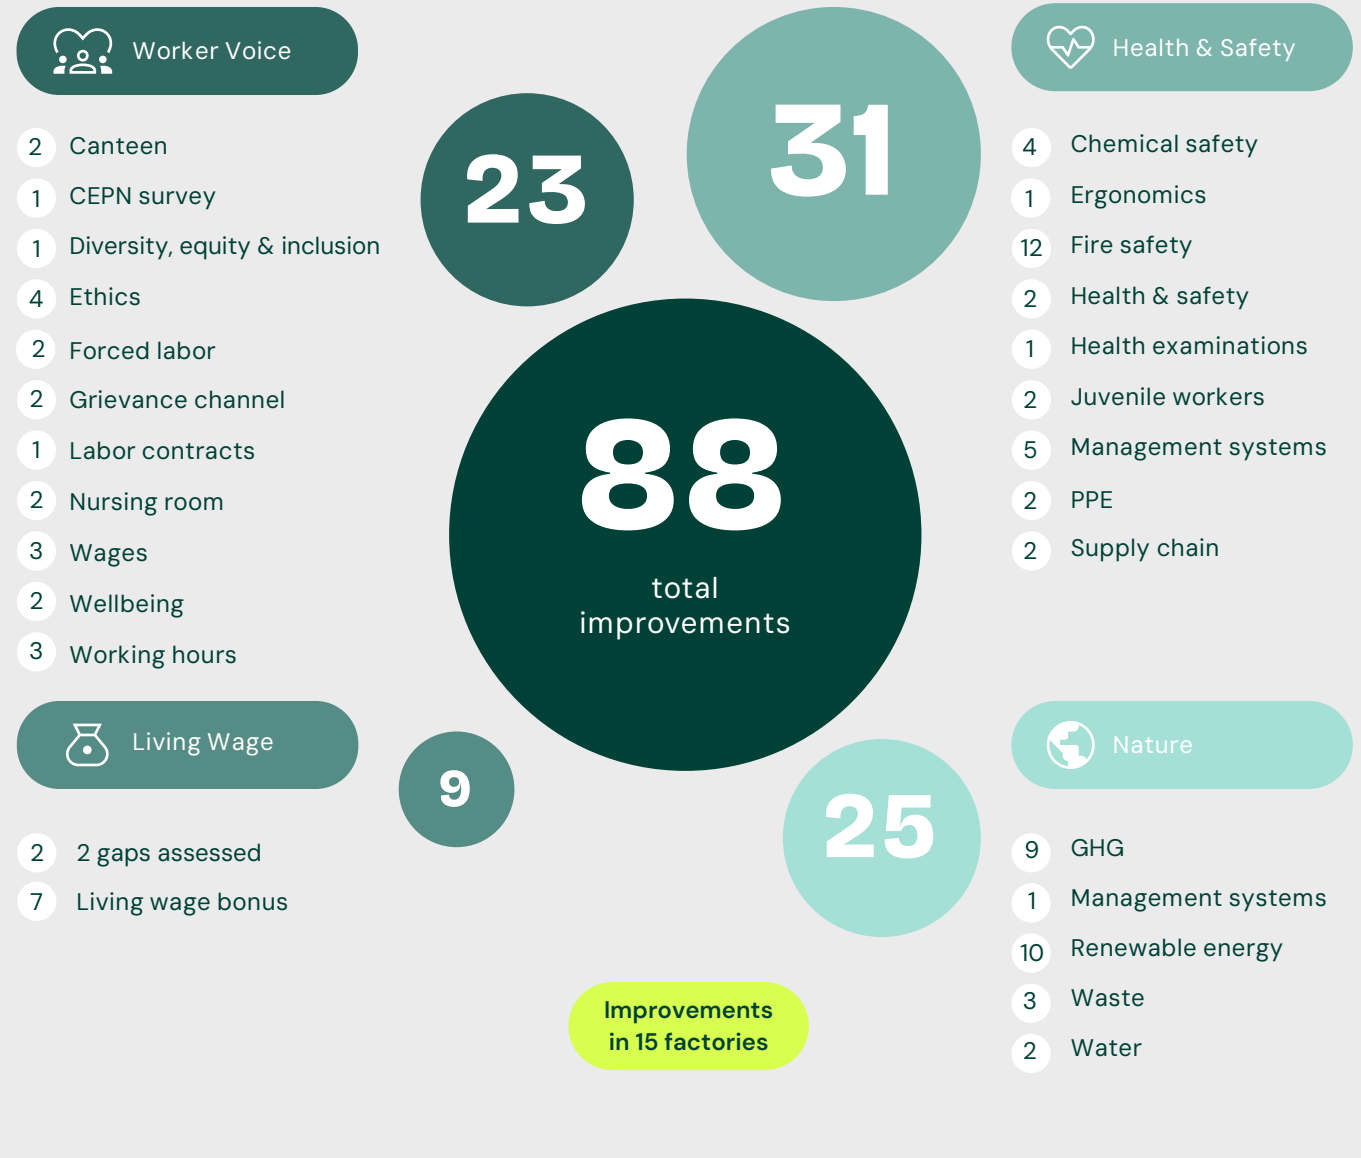 Worker Voice
2 Canteen
1 CEPN survey
1 Diversity, equity & inclusion
4 Ethics
2 Forced labor
2 Grievance channel
1 Labor contracts
2 Nursing room
3 Wages
2 Wellbeing
3 Working hours
Living Wage
2 2 gaps assessed
7 Living wage bonus
23
31
88
total
improvements
9
25
Improvements
in 15 factories
Health & Safety
4 Chemical safety
1 Ergonomics
12 Fire safety
2 Health & safety
1 Health examinations
2 Juvenile workers
5 Management systems
2 PPE
2 Supply chain
Nature
9 GHG
1 Management systems
10 Renewable energy
3 Waste
2 Water